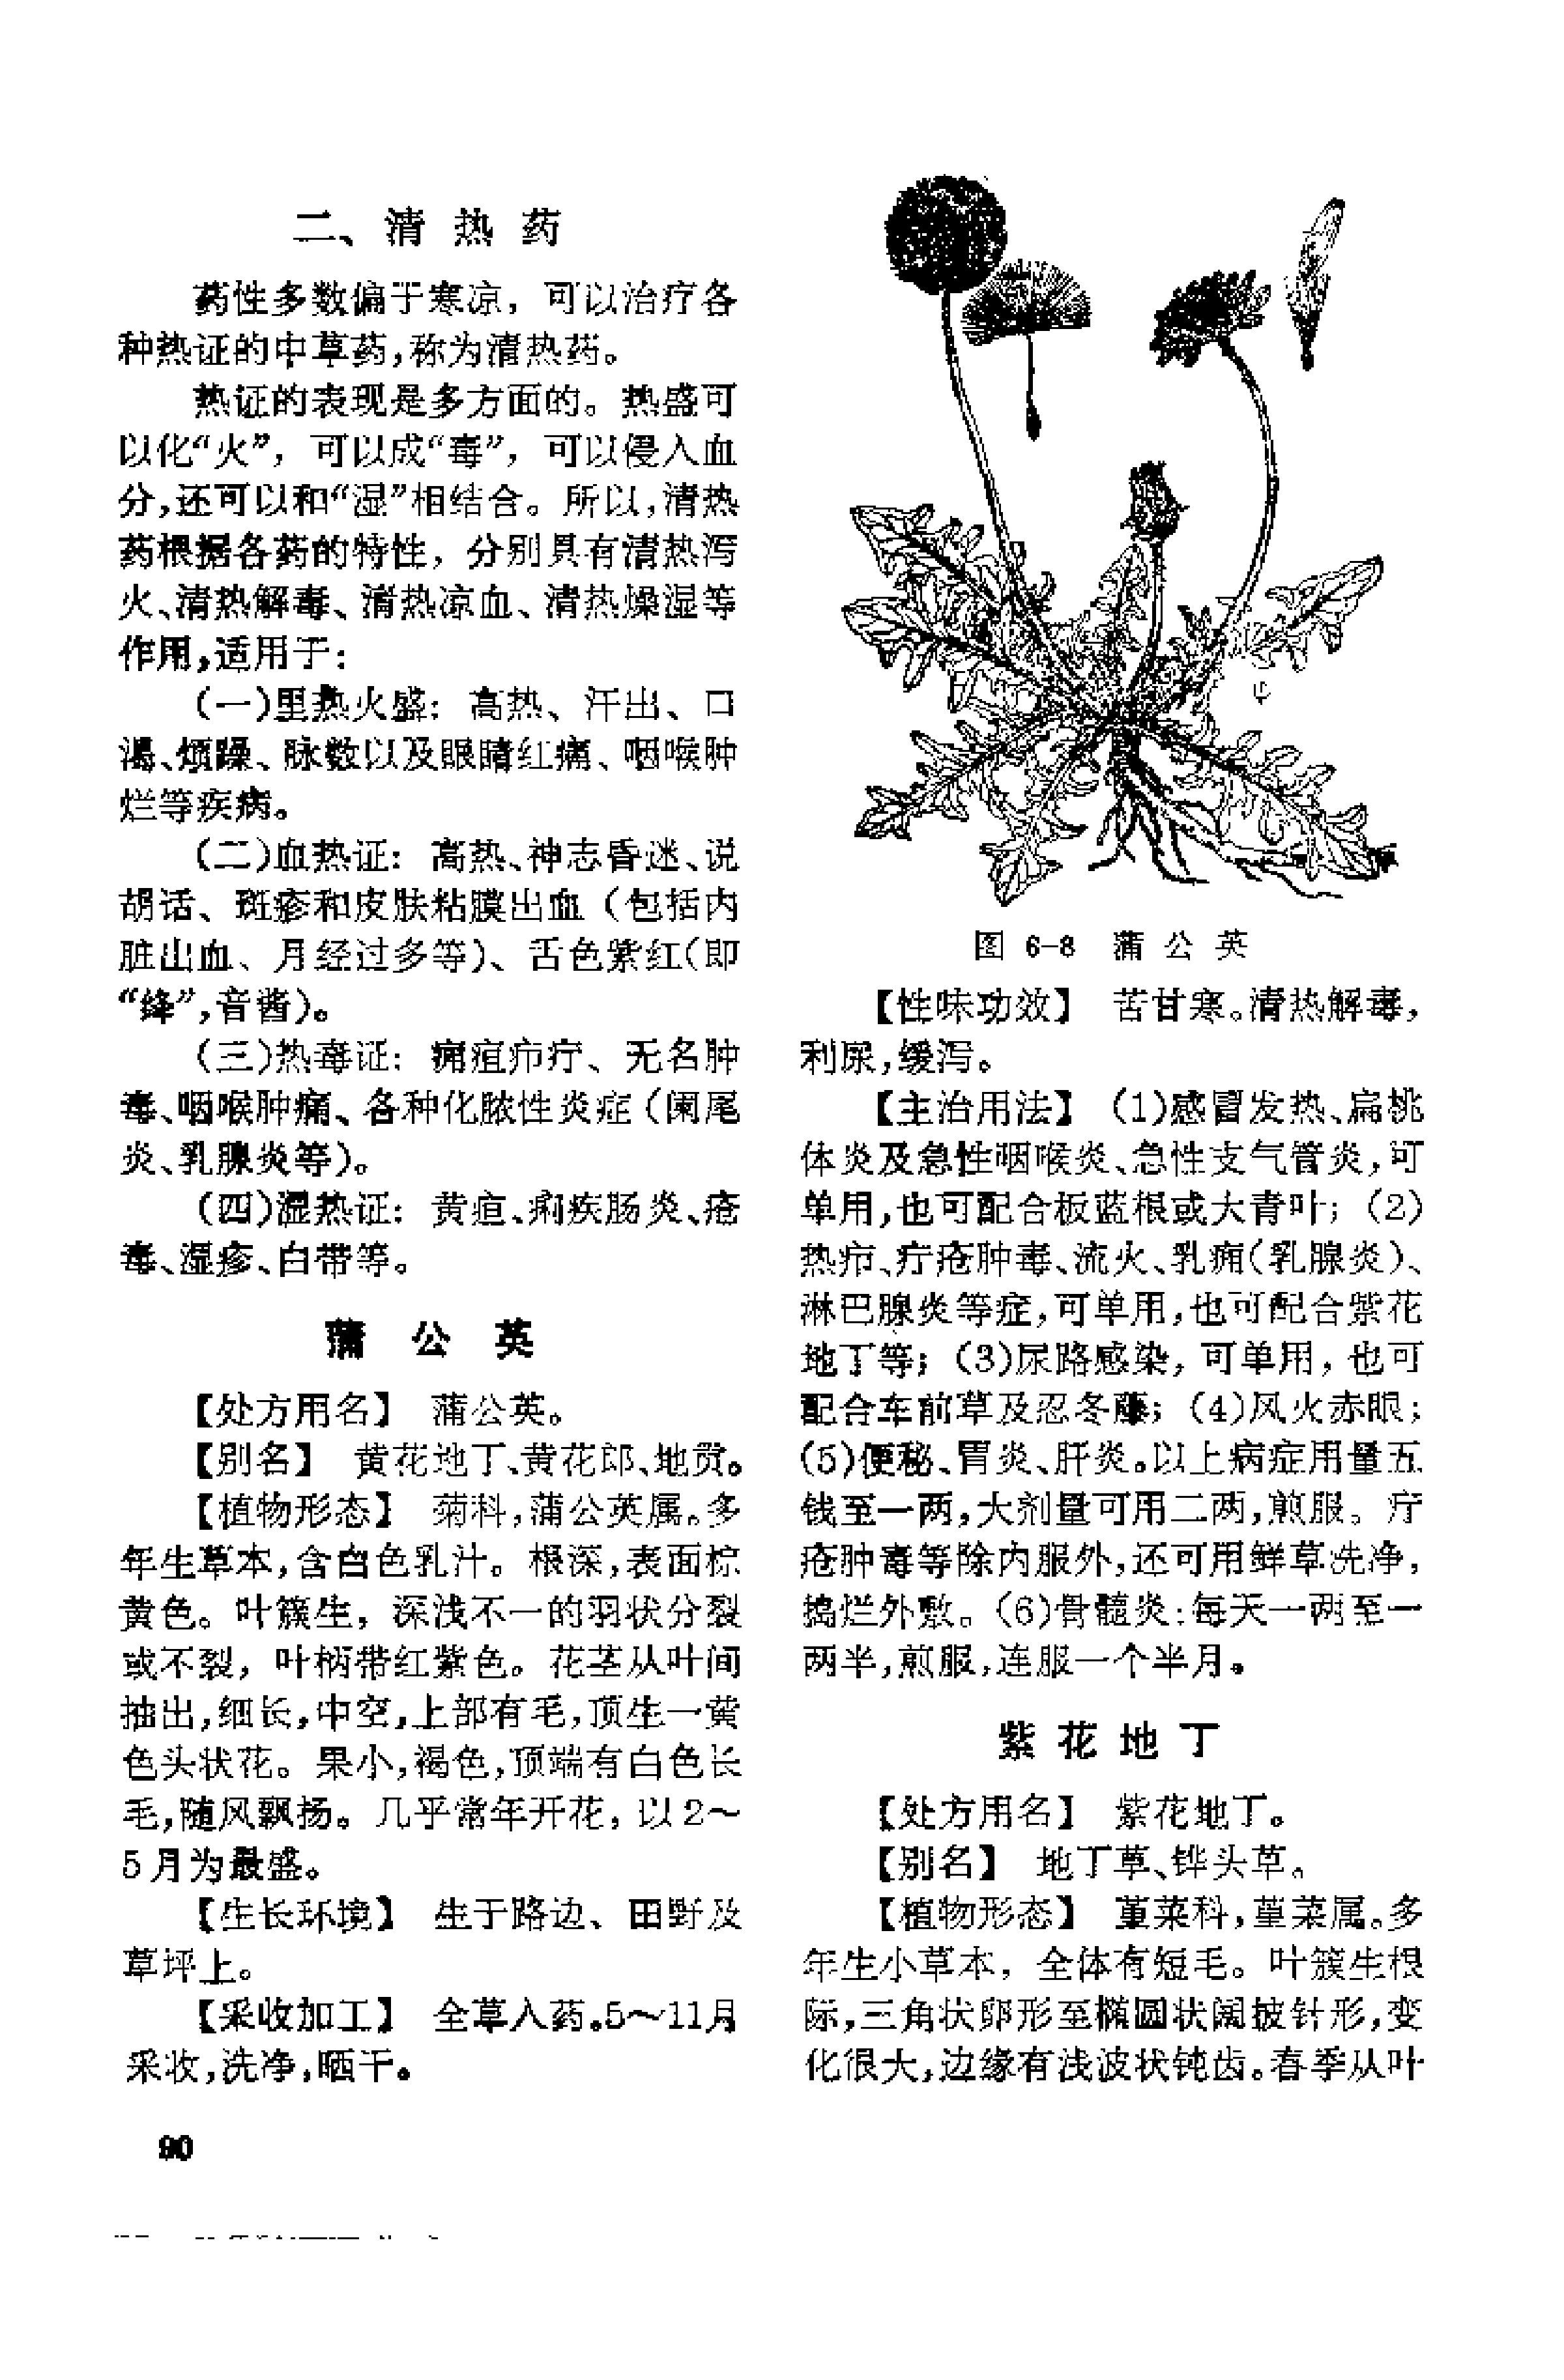 二、清热药
药性多数偏于寒凉，可以治疗各
种热证的中草药，称为清热药。
热证的表现是多方面的。热盛可
以化“火”，可以成“毒”，可以侵入血
分，还可以和“湿”相结合。所以，清热
药根据各药的特性，分别具有清热泻
火、清热解毒、清热凉血、清热燥湿等
作用，适用于：
（一）里热火盛：高热、汗出、口
渴、烦躁、脉数以及眼睛红痛、咽喉肿
烂等疾病。
（二）血热证：高热、神志昏迷、说
胡话、斑疹和皮肤粘膜出血（包括内
脏出血、月经过多等）、舌色紫红（即
“绛”，音酱）。
（三）热毒证：痈疽疖疗、无名肿
毒、咽喉肿痛、各种化脓性炎症（阑尾
炎、乳腺炎等）。
（四）湿热证：黄疸、痢疾肠炎、疮
毒、湿疹、白带等。
蒲公英
【处方用名】 蒲公英。
【别名】 黄花地丁、黄花郎、地贡。
【植物形态】 菊科，蒲公英属。多
年生草本，含白色乳汁。根深，表面棕
黄色。叶簇生，深浅不一的羽状分裂
或不裂，叶柄带红紫色。花茎从叶间
抽出，细长，中空，上部有毛，顶生一黄
色头状花。果小，褐色，顶端有白色长
毛，随风飘扬。几乎常年开花，以2～
5月为最盛。
【生长环境】 生于路边、田野及
草坪上。
【采收加工】 全草入药。5～11月
采收，洗净，晒干。
90
图 6-8 蒲公英
【性味功效】 苦甘寒。清热解毒，
利尿，缓泻。
【主治用法】 （1）感冒发热、扁桃
体炎及急性咽喉炎、急性支气管炎，可
单用，也可配合板蓝根或大青叶；（2）
热疖、疔疮肿毒、流火、乳痈（乳腺炎）、
淋巴腺炎等症，可单用，也可配合紫花
地丁等；（3）尿路感染，可单用，也可
配合车前草及忍冬藤；（4）风火赤眼；
（5）便秘、胃炎、肝炎。以上病症用量五
钱至一两，大剂量可用二两，煎服。疔
疮肿毒等除内服外，还可用鲜草洗净，
捣烂外敷。（6）骨髓炎：每天一两至一
两半，煎服，连服一个半月。
紫花地丁
【处方用名】 紫花地丁。
【别名】 地丁草、铧头草。
【植物形态】 堇菜科，堇菜属。多
年生小草本，全体有短毛。叶簇生根
际，三角状卵形至椭圆状阔披针形，变
化很大，边缘有浅波状钝齿。春季从叶